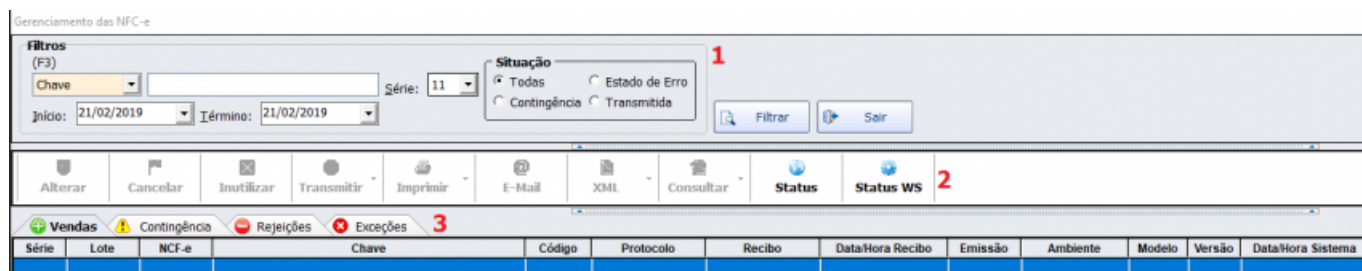 Gerenciamento das NFC-e
Filtros
(F3)
Chave Série: 11
Início: 21/02/2019 Término: 21/02/2019
Situação
Todas Estado de Erro
Contingência Transmitida
1
Filtrar Sair
Alterar Cancelar Inutilizar Transmitir Imprimir E-Mail XML Consultar Status Status WS 2
Vendas Contingência Rejeições Exceções 3
Série Lote NCF-e Chave Código Protocolo Recibo Data/Hora Recibo Emissão Ambiente Modelo Versão Data/Hora Sistema